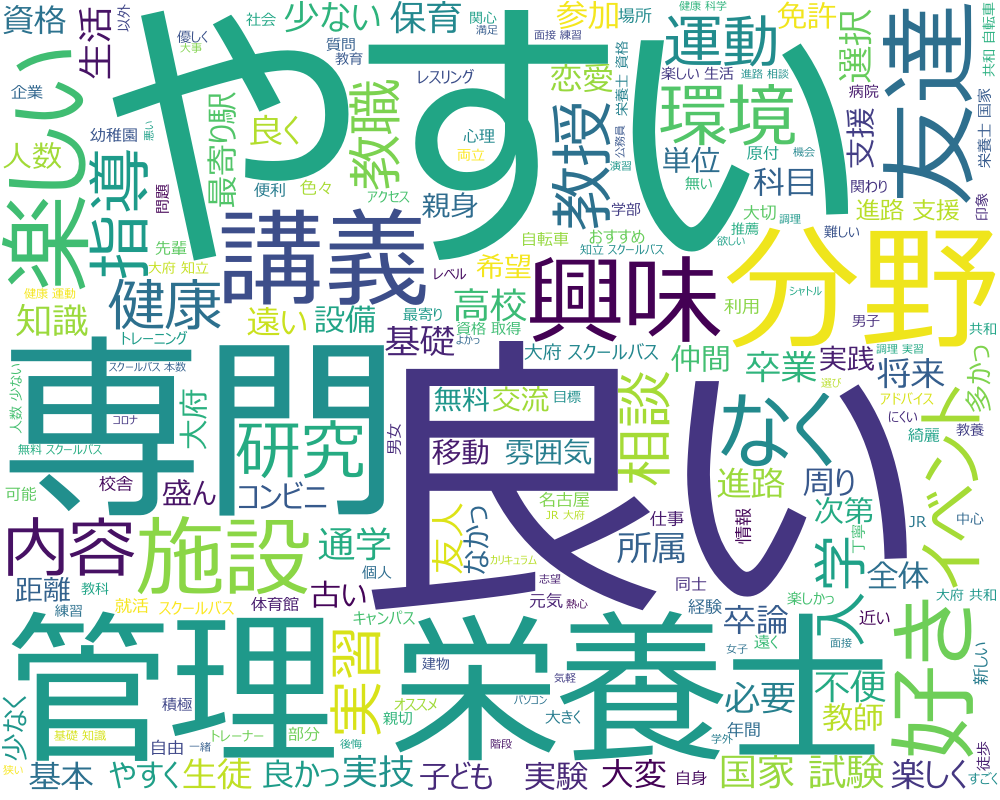 やすい
良い
専門
管理栄養士
分野
興味
講義
友達
楽しい
施設
研究
内容
なく
環境
運動
教授
教職
指導
健康
イベント
好き
入学
相談
実習
必要
不便
教師
国家 試験
楽しく
資格
生活
少ない
保育
参加
場所
免許
選択
社会
関心
満足
優しく
大事
質問
教育
面接 練習
健康 科学
共和 自転車
レスリング
恋愛
楽しい 生活
栄養士 資格
進路 相談
病院
支援
栄養士 国家
企業
以外
最寄り駅
良く
心理
両立
公務員
演習
原付
機会
単位
無い
科目
関わり
印象
人数
幼稚園
悪い
問題
便利
色々
アクセス
親身
学部
大切
調理
進路 支援
推薦
欲しい
難しい
先輩
大府 知立
自転車
おすすめ
知立 スクールバス
レベル
希望
健康 運動
知識
遠い
設備
高校
最寄り
資格 取得
よかっ
利用
シャトル
男子
共和
トレーニング
基礎
大府 スクールバス
仲間
卒業
実践
調理 実習
選び
将来
アドバイス
多かっ
スクールバス 本数
人数 少ない
コロナ
大府
無料
交流
目標
にくい
綺麗
教養
無料 スクールバス
男女
移動
雰囲気
可能
校舎
盛ん
コンビニ
名古屋
JR 大府
進路
周り
友人
なかっ
仕事
情報
次第
丁寧
JR
中心
通学
カリキュラム
所属
全体
距離
教科
個人
志望
同士
大府 共和
練習
就活
スクールバス
体育館
古い
元気
熱心
経験
卒論
楽しかっ
近い
キャンパス
女子
遠く
面接
新しい
建物
気軽
少なく
積極
オススメ
親切
パソコン
大きく
年間
基礎 知識
自由
一緒
トレーナー
部分
後悔
階段
学外
徒歩
狭い
基本
やすく
生徒
良かっ
実技
子ども
実験
大変
自身
すごく